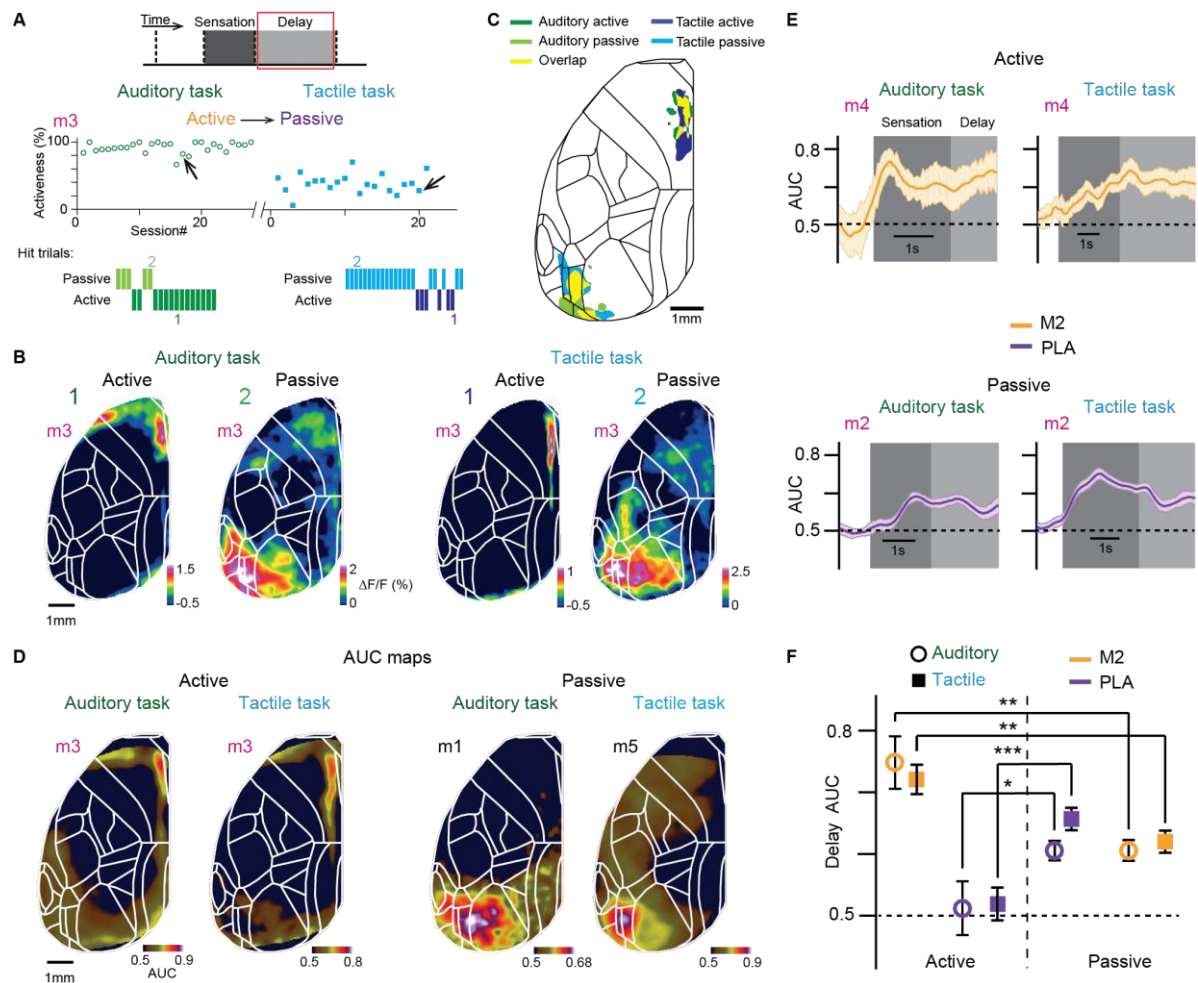 A
Time
Sensation
Delay
Auditory task
Tactile task
m3
Active
Passive
Activeness (%)
100
0
0
20
0
20
Session#
Hit trilals:
Passive
Active
2
1
2
1
B
Auditory task
Tactile task
1
Active
2
Passive
1
Active
2
Passive
m3
m3
m3
m3
1.5
-0.5
2
0
ΔF/F (%)
1
-0.5
2.5
0
1mm
C
Auditory active
Tactile active
Auditory passive
Tactile passive
Overlap
1mm
D
AUC maps
Active
Passive
Auditory task
Tactile task
Auditory task
Tactile task
m3
m3
m1
m5
0.5
0.9
AUC
0.5
0.8
0.5
0.68
0.5
0.9
1mm
E
Active
m4
Auditory task
m4
Tactile task
Sensation
Delay
0.8
AUC
0.5
1s
1s
M2
PLA
Passive
Auditory task
Tactile task
m2
m2
0.8
AUC
0.5
1s
1s
F
Auditory
M2
Tactile
PLA
**
**
***
*
0.8
Delay AUC
0.5
Active
Passive